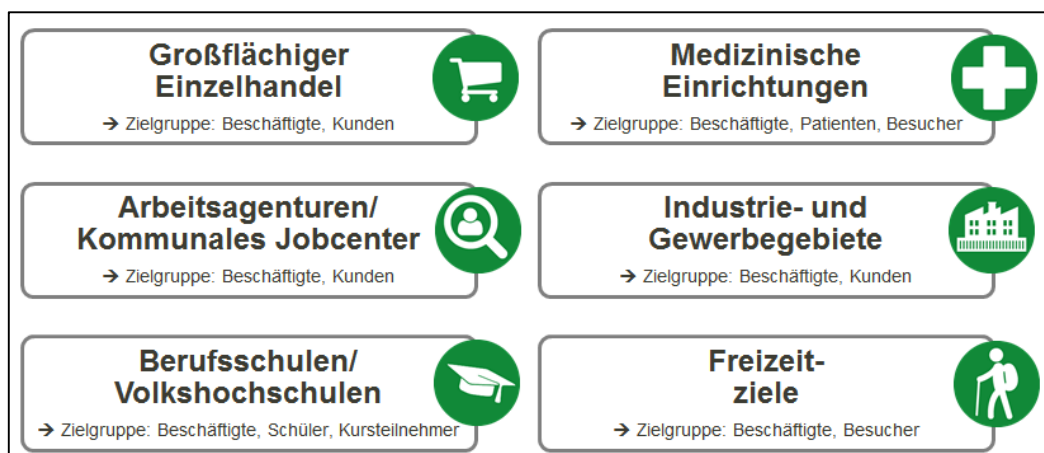 Großflächiger
Einzelhandel
→ Zielgruppe: Beschäftigte, Kunden
Medizinische
Einrichtungen
→ Zielgruppe: Beschäftigte, Patienten, Besucher
Arbeitsagenturen/
Kommunales Jobcenter
→ Zielgruppe: Beschäftigte, Kunden
Industrie- und
Gewerbegebiete
→ Zielgruppe: Beschäftigte, Kunden
Berufsschulen/
Volkshochschulen
→ Zielgruppe: Beschäftigte, Schüler, Kursteilnehmer
Freizeit-
ziele
→ Zielgruppe: Beschäftigte, Besucher